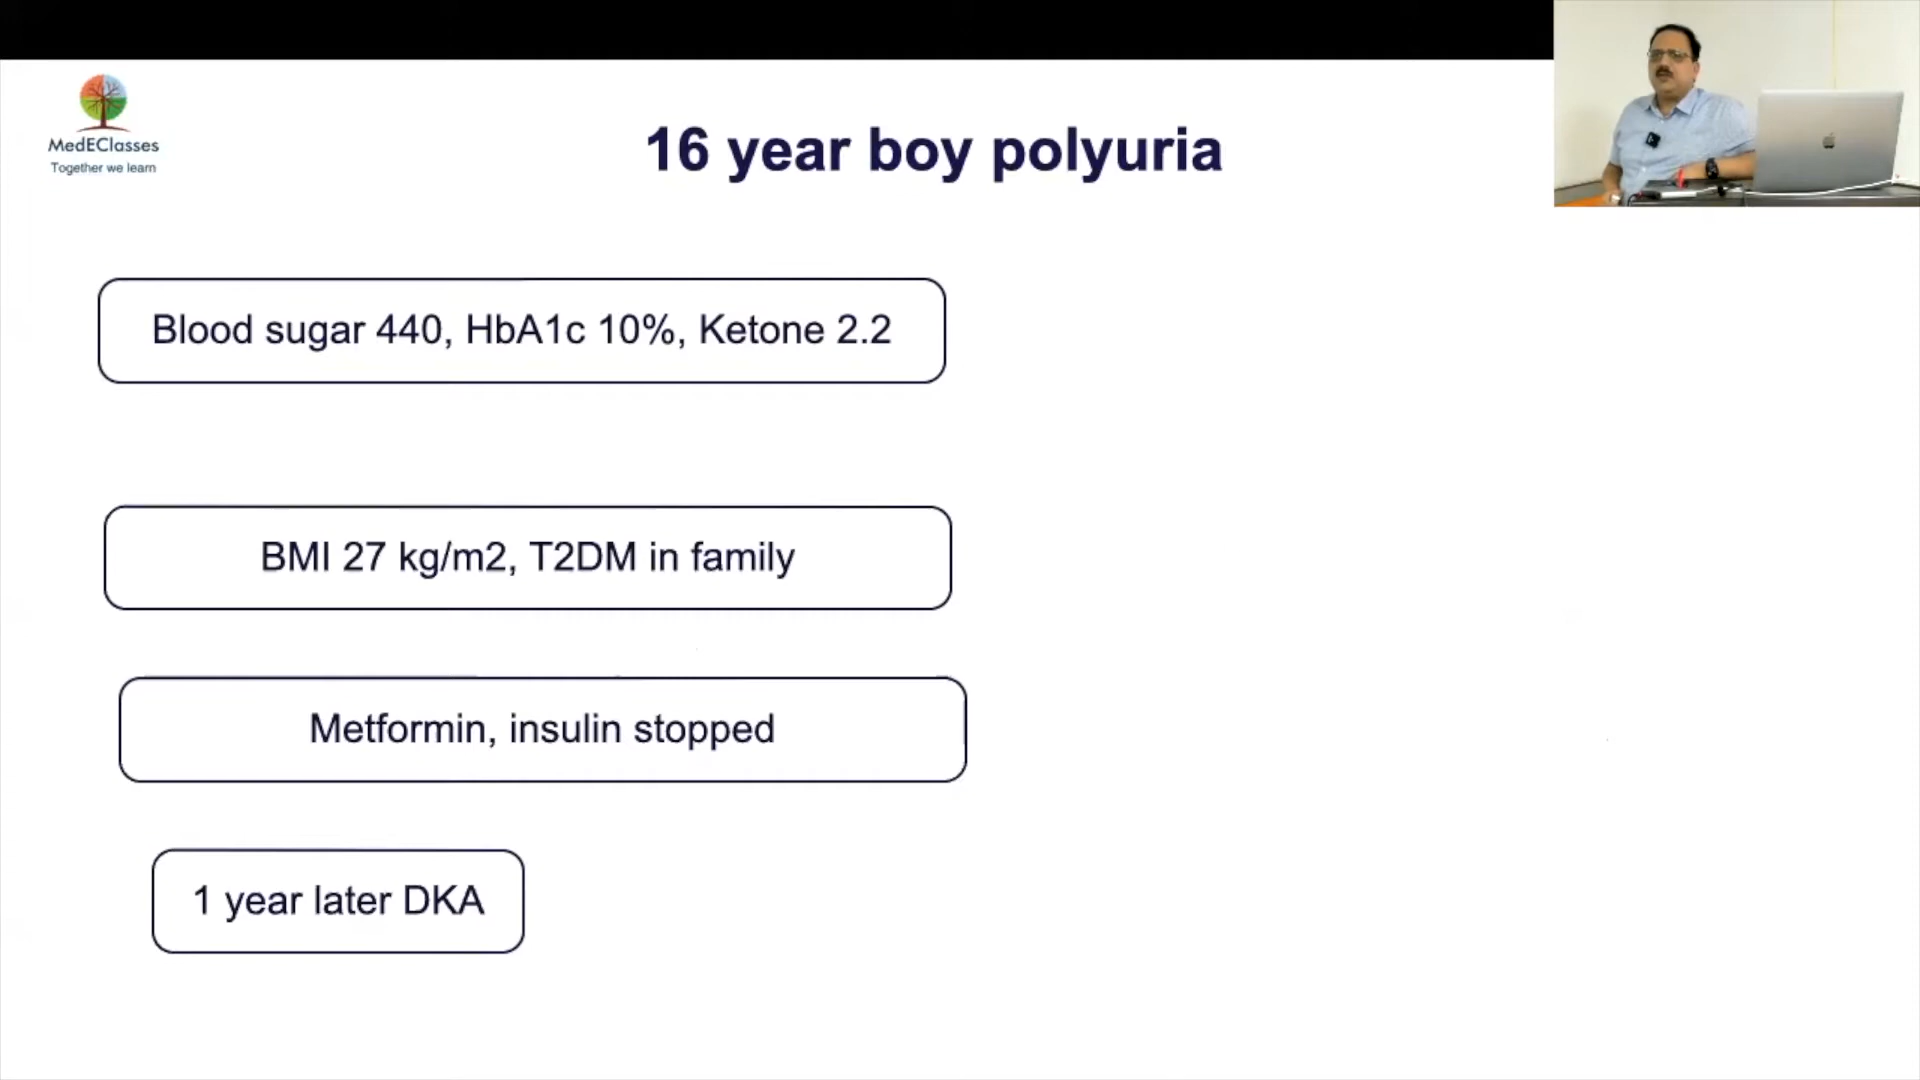 MedEClasses
Together we learn
16 year boy polyuria
Blood sugar 440, HbA1c 10%, Ketone 2.2
BMI 27 kg/m2, T2DM in family
Metformin, insulin stopped
1 year later DKA